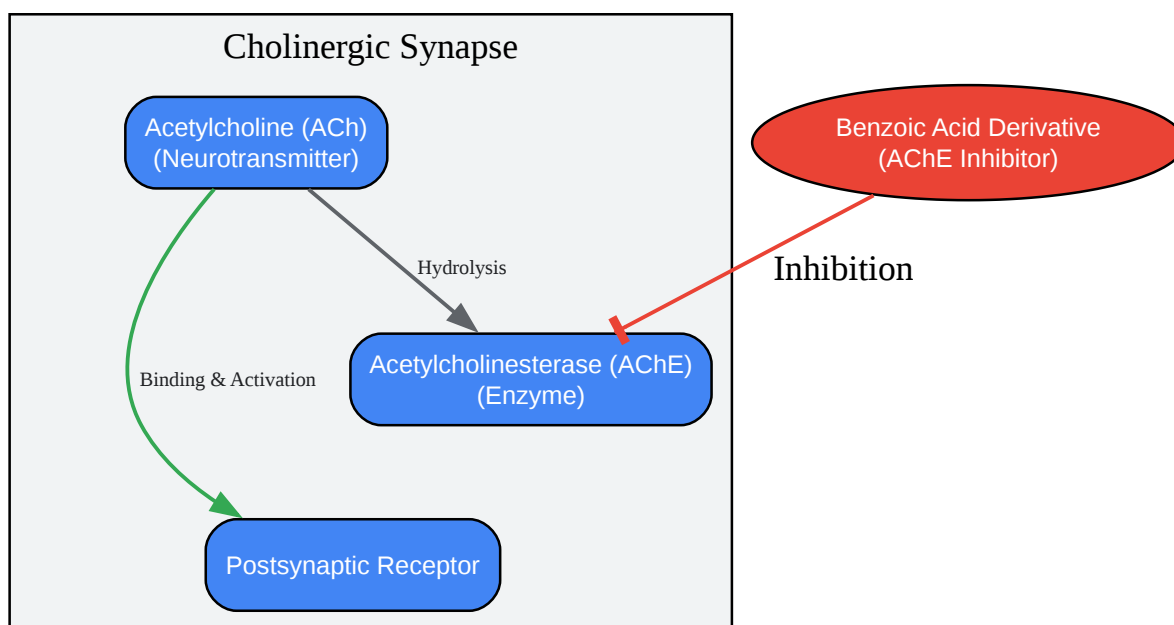 Cholinergic Synapse
Acetylcholine (ACh)
(Neurotransmitter)
Benzoic Acid Derivative
(AChE Inhibitor)
Hydrolysis
Inhibition
Acetylcholinesterase (AChE)
(Enzyme)
Binding & Activation
Postsynaptic Receptor